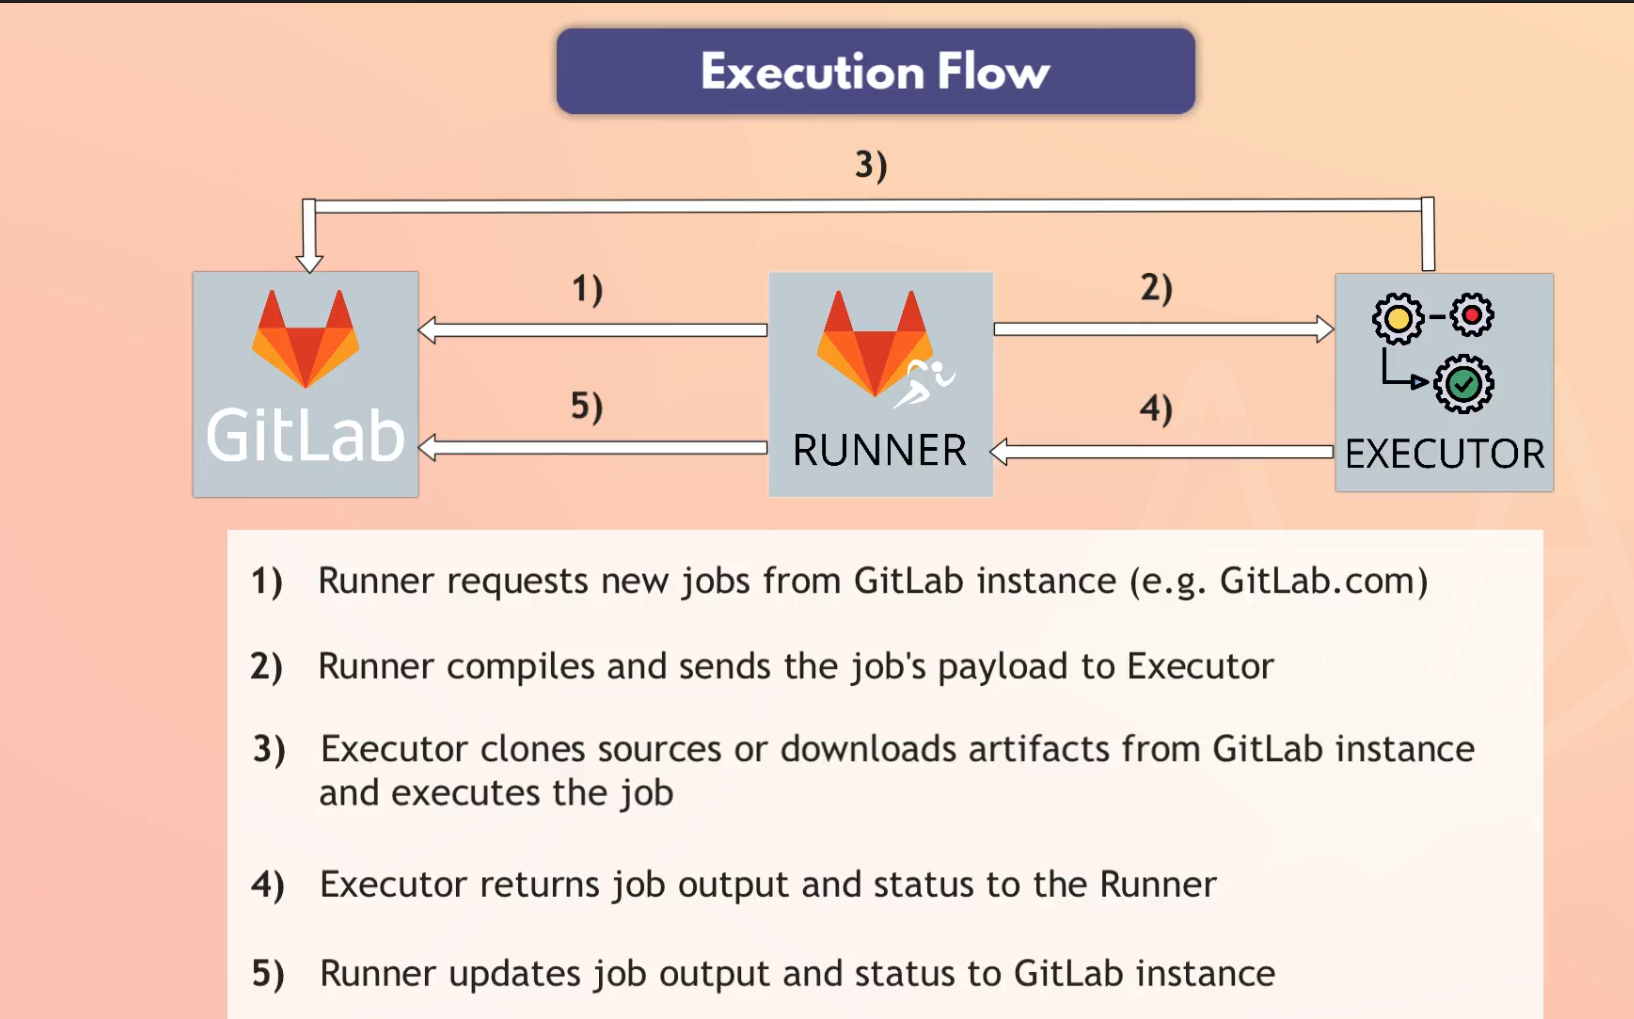 Execution Flow
3)
1)
2)
5)
4)
GitLab
RUNNER
EXECUTOR
1) Runner requests new jobs from GitLab instance (e.g. GitLab.com)
2) Runner compiles and sends the job's payload to Executor
3) Executor clones sources or downloads artifacts from GitLab instance
and executes the job
4) Executor returns job output and status to the Runner
5) Runner updates job output and status to GitLab instance